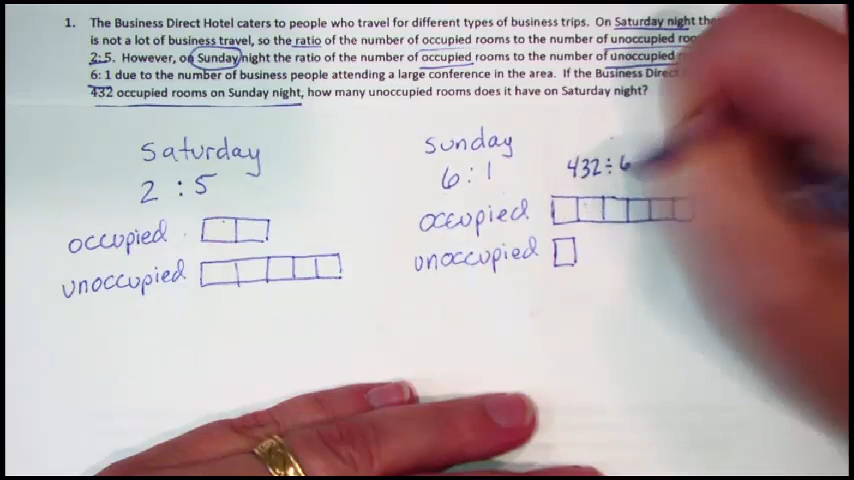 1. The Business Direct Hotel caters to people who travel for different types of business trips. On Saturday night
is not a lot of business travel, so the ratio of the number of occupied rooms to the number of unoccupied
2:5. However, on Sunday night the ratio of the number of occupied rooms to the number of unoccupied
6:1 due to the number of business people attending a large conference in the area. If the Business Direct
432 occupied rooms on Sunday night, how many unoccupied rooms does it have on Saturday night?
Saturday
2 : 5
occupied
unoccupied
Sunday
6 : 1
432 ÷ 6
occupied
unoccupied